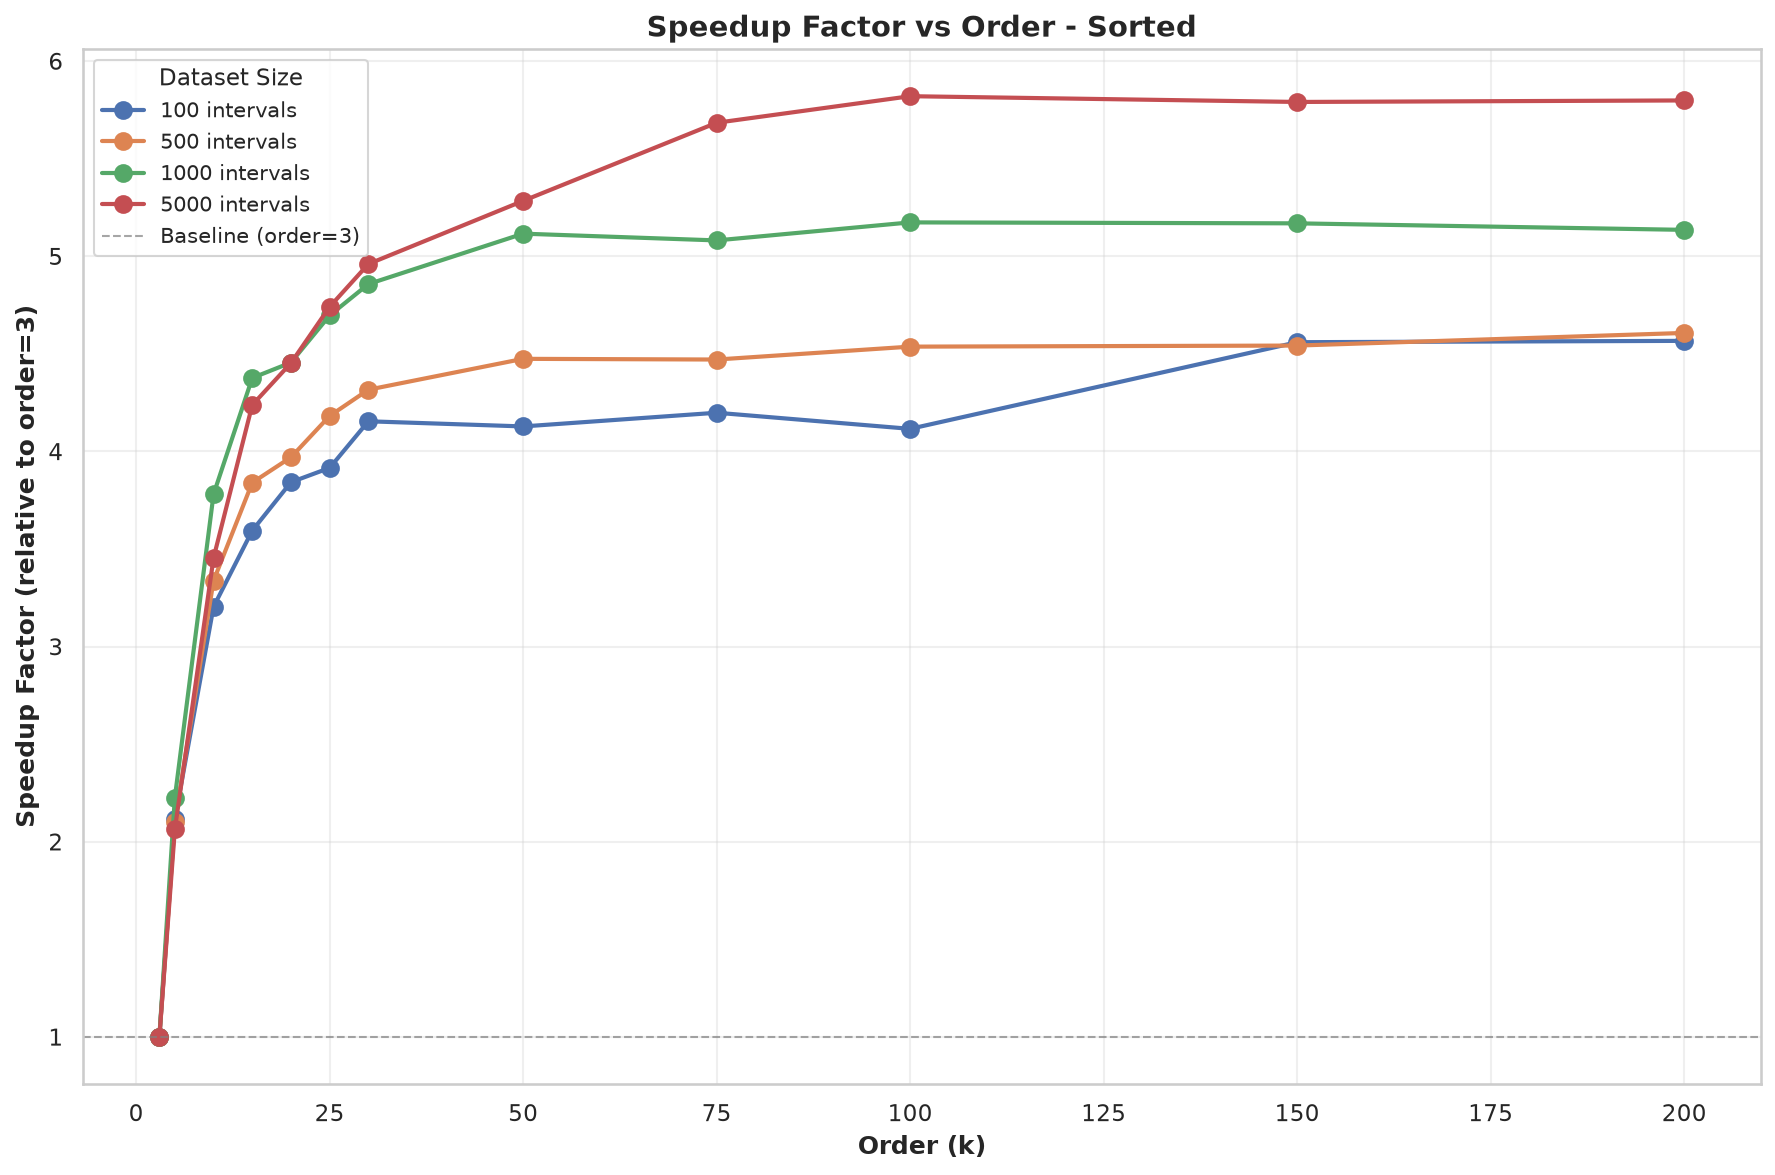 Speedup Factor vs Order - Sorted
Dataset Size
100 intervals
500 intervals
1000 intervals
5000 intervals
Baseline (order=3)
Speedup Factor (relative to order=3)
6
5
4
3
2
1
0 25 50 75 100 125 150 175 200
Order (k)